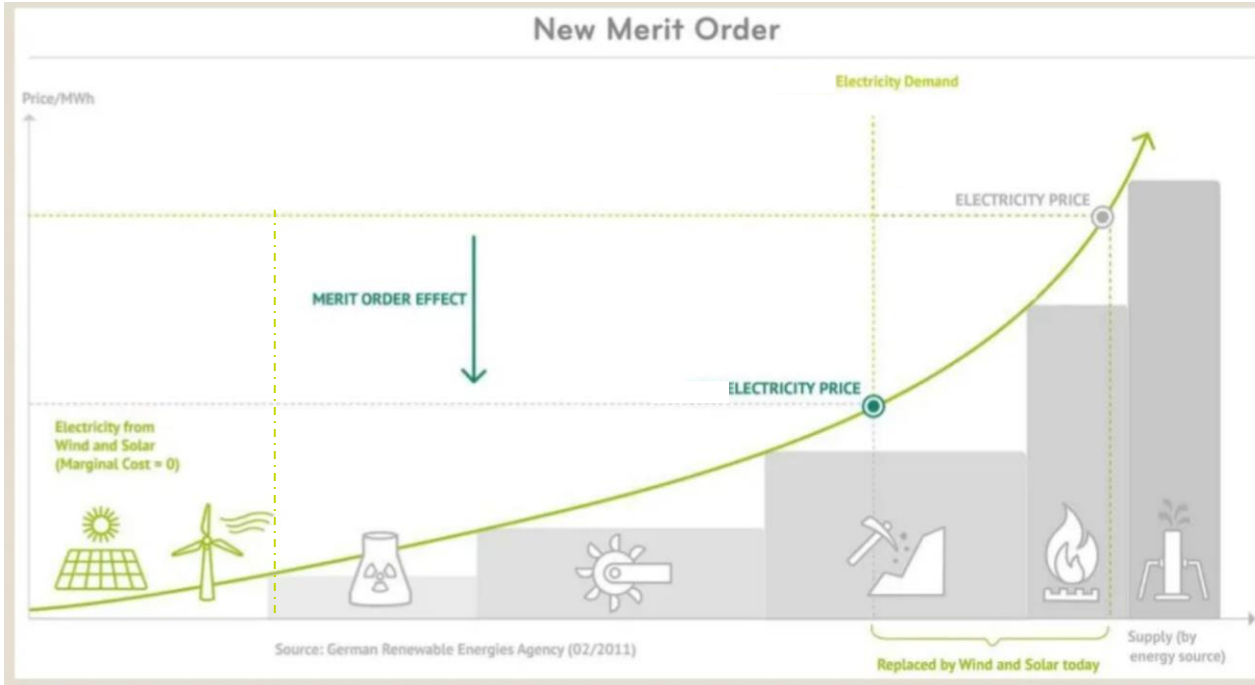 New Merit Order
Electricity Demand
Price/MWh
ELECTRICITY PRICE
MERIT ORDER EFFECT
ELECTRICITY PRICE
Electricity from
Wind and Solar
(Marginal Cost = 0)
Source: German Renewable Energies Agency (02/2011)
Supply (by
energy source)
Replaced by Wind and Solar today